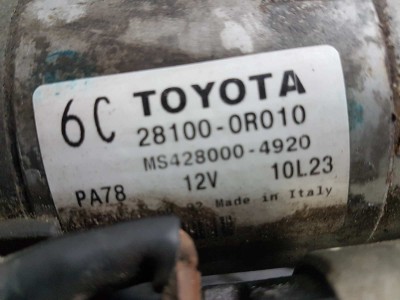 6C TOYOTA
28100-0R010
MS428000-4920
PA78 12V 10L23
Made in Italy